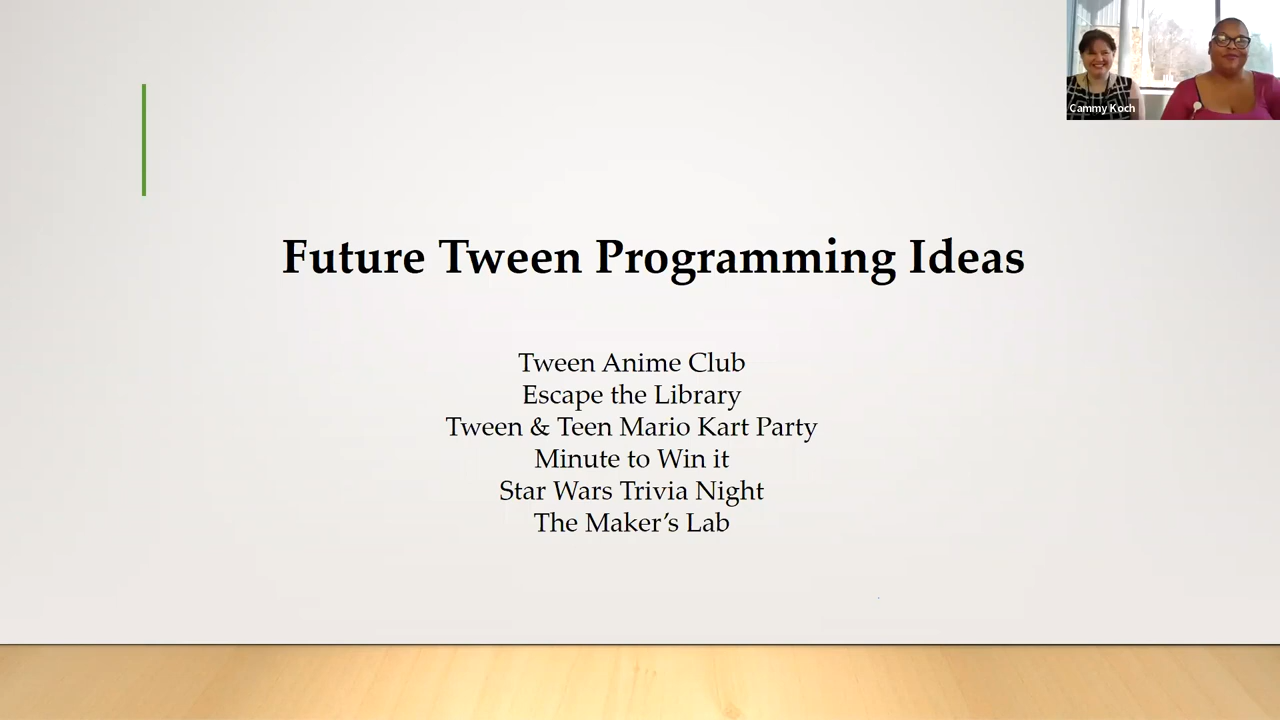 Cammy Koch
Future Tween Programming Ideas
Tween Anime Club
Escape the Library
Tween & Teen Mario Kart Party
Minute to Win it
Star Wars Trivia Night
The Maker’s Lab